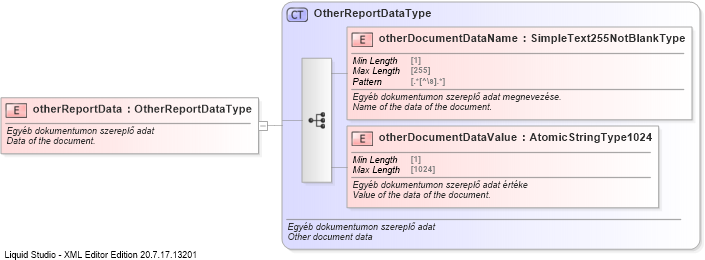 CT OtherReportDataType
E otherDocumentDataName : SimpleText255NotBlankType
Min Length [1]
Max Length [255]
Pattern [.*[^\s].*]
Egyéb dokumentumon szereplő adat megnevezése.
Name of the data of the document.
E otherReportData : OtherReportDataType
Egyéb dokumentumon szereplő adat
Data of the document.
E otherDocumentDataValue : AtomicStringType1024
Min Length [1]
Max Length [1024]
Egyéb dokumentumon szereplő adat értéke
Value of the data of the document.
Egyéb dokumentumon szereplő adat
Other document data
Liquid Studio - XML Editor Edition 20.7.17.13201